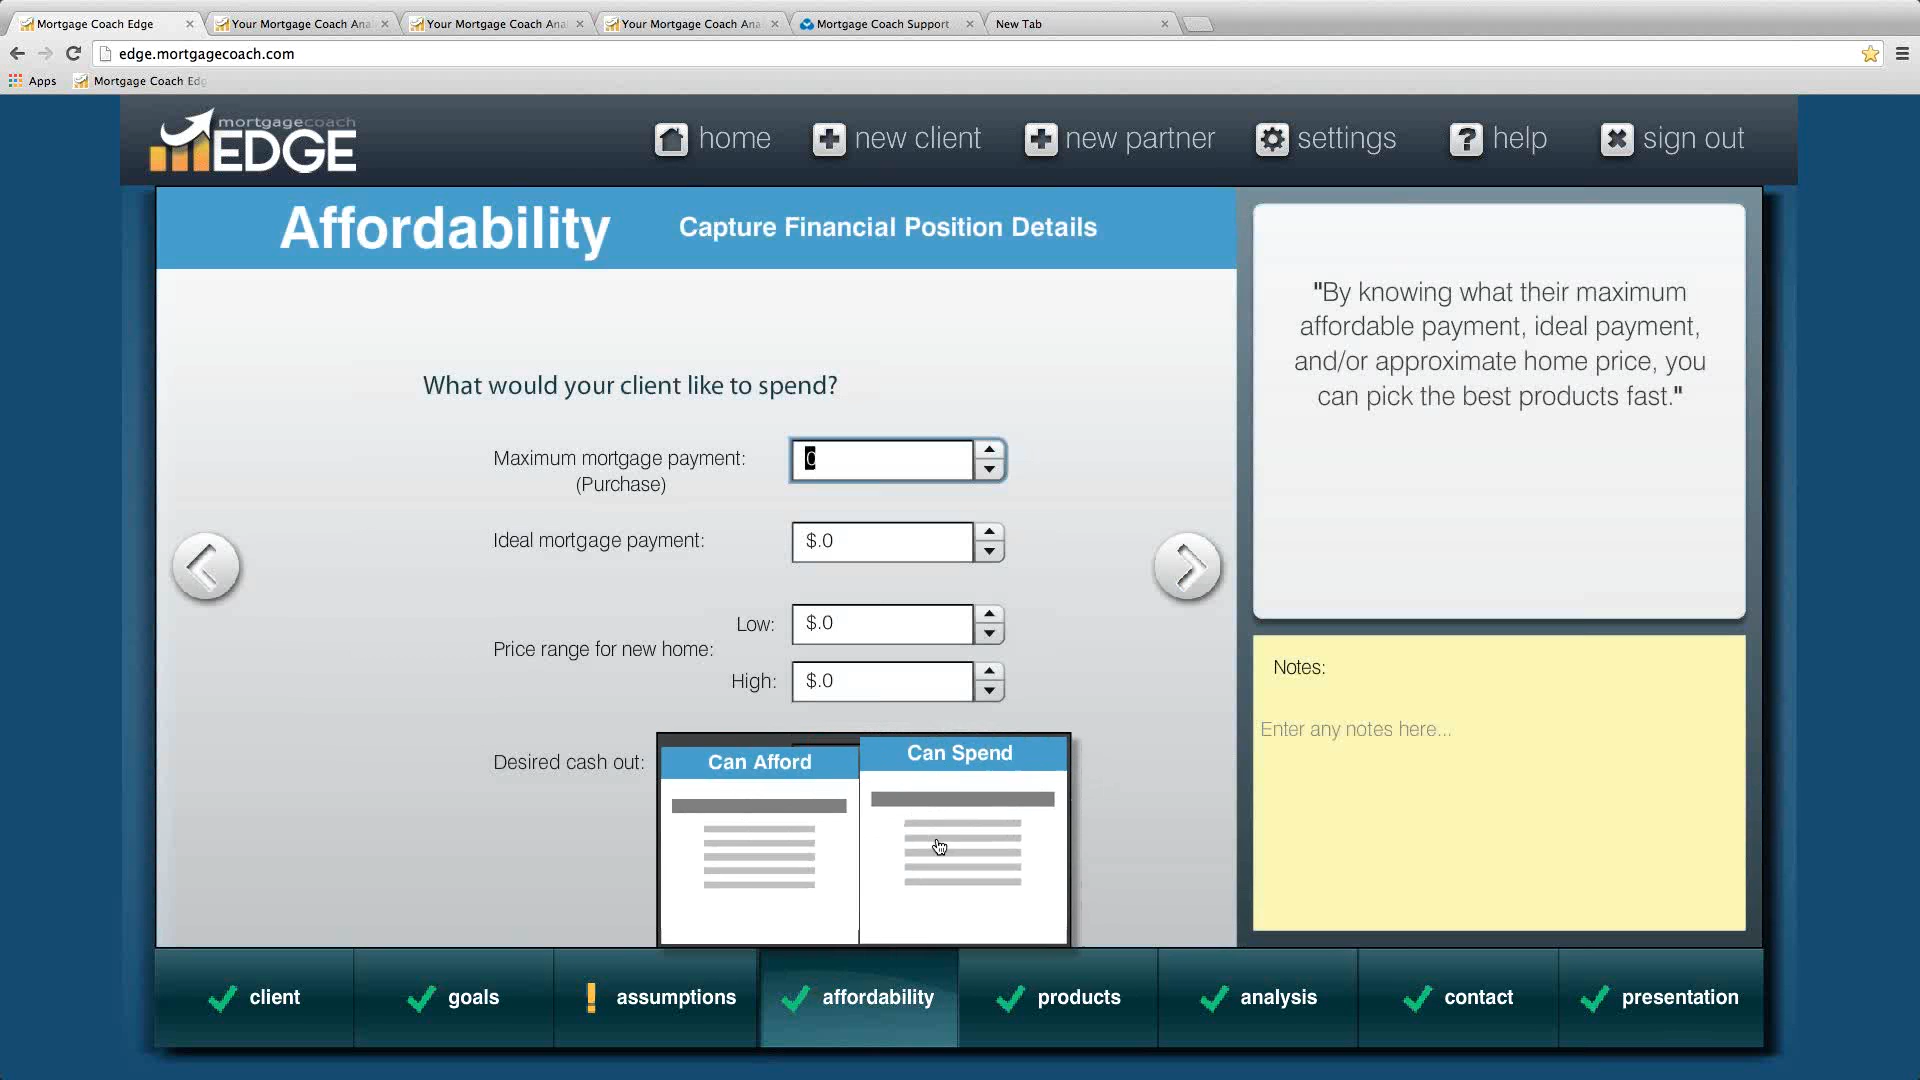 Mortgage Coach Edge
Your Mortgage Coach Ana
Your Mortgage Coach Ana
Your Mortgage Coach Ana
Mortgage Coach Support
New Tab
edge.mortgagecoach.com
Apps
Mortgage Coach Edg
mortgagecoach
EDGE
home
new client
new partner
settings
help
sign out
Affordability
Capture Financial Position Details
What would your client like to spend?
Maximum mortgage payment:
(Purchase)
0
Ideal mortgage payment:
$.0
Price range for new home:
Low:
$.0
High:
$.0
Desired cash out:
Can Afford
Can Spend
"By knowing what their maximum
affordable payment, ideal payment,
and/or approximate home price, you
can pick the best products fast."
Notes:
Enter any notes here...
client
goals
assumptions
affordability
products
analysis
contact
presentation